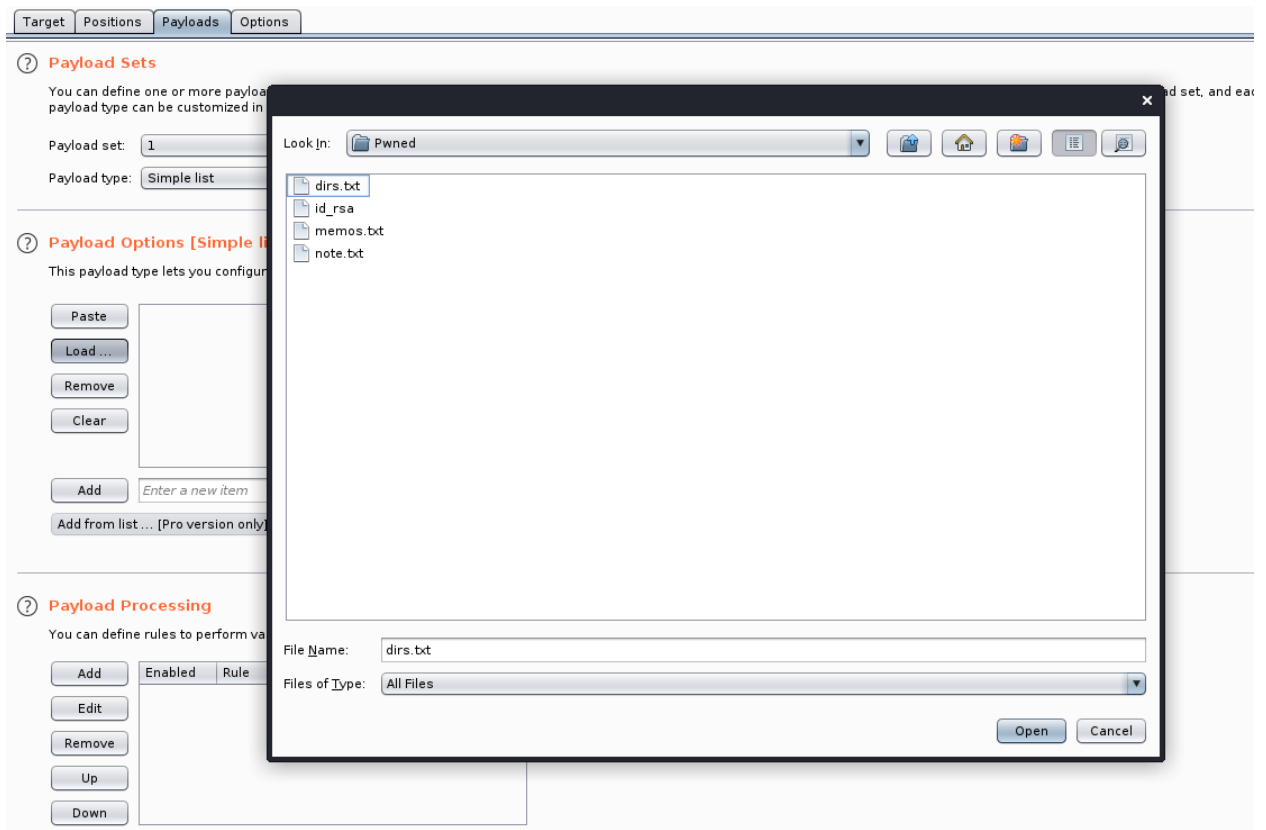 Target Positions Payloads Options
? Payload Sets
You can define one or more payloa
ad set, and eac
payload type can be customized in
Payload set: 1
Payload type: Simple list
? Payload Options [Simple li
This payload type lets you configur
Paste
Load ...
Remove
Clear
Add Enter a new item
Add from list ... [Pro version only]
? Payload Processing
You can define rules to perform va
Add Enabled Rule
Edit
Remove
Up
Down
×
Look In: Pwned
dirs.txt
id_rsa
memos.txt
note.txt
File Name: dirs.txt
Files of Type: All Files
Open Cancel